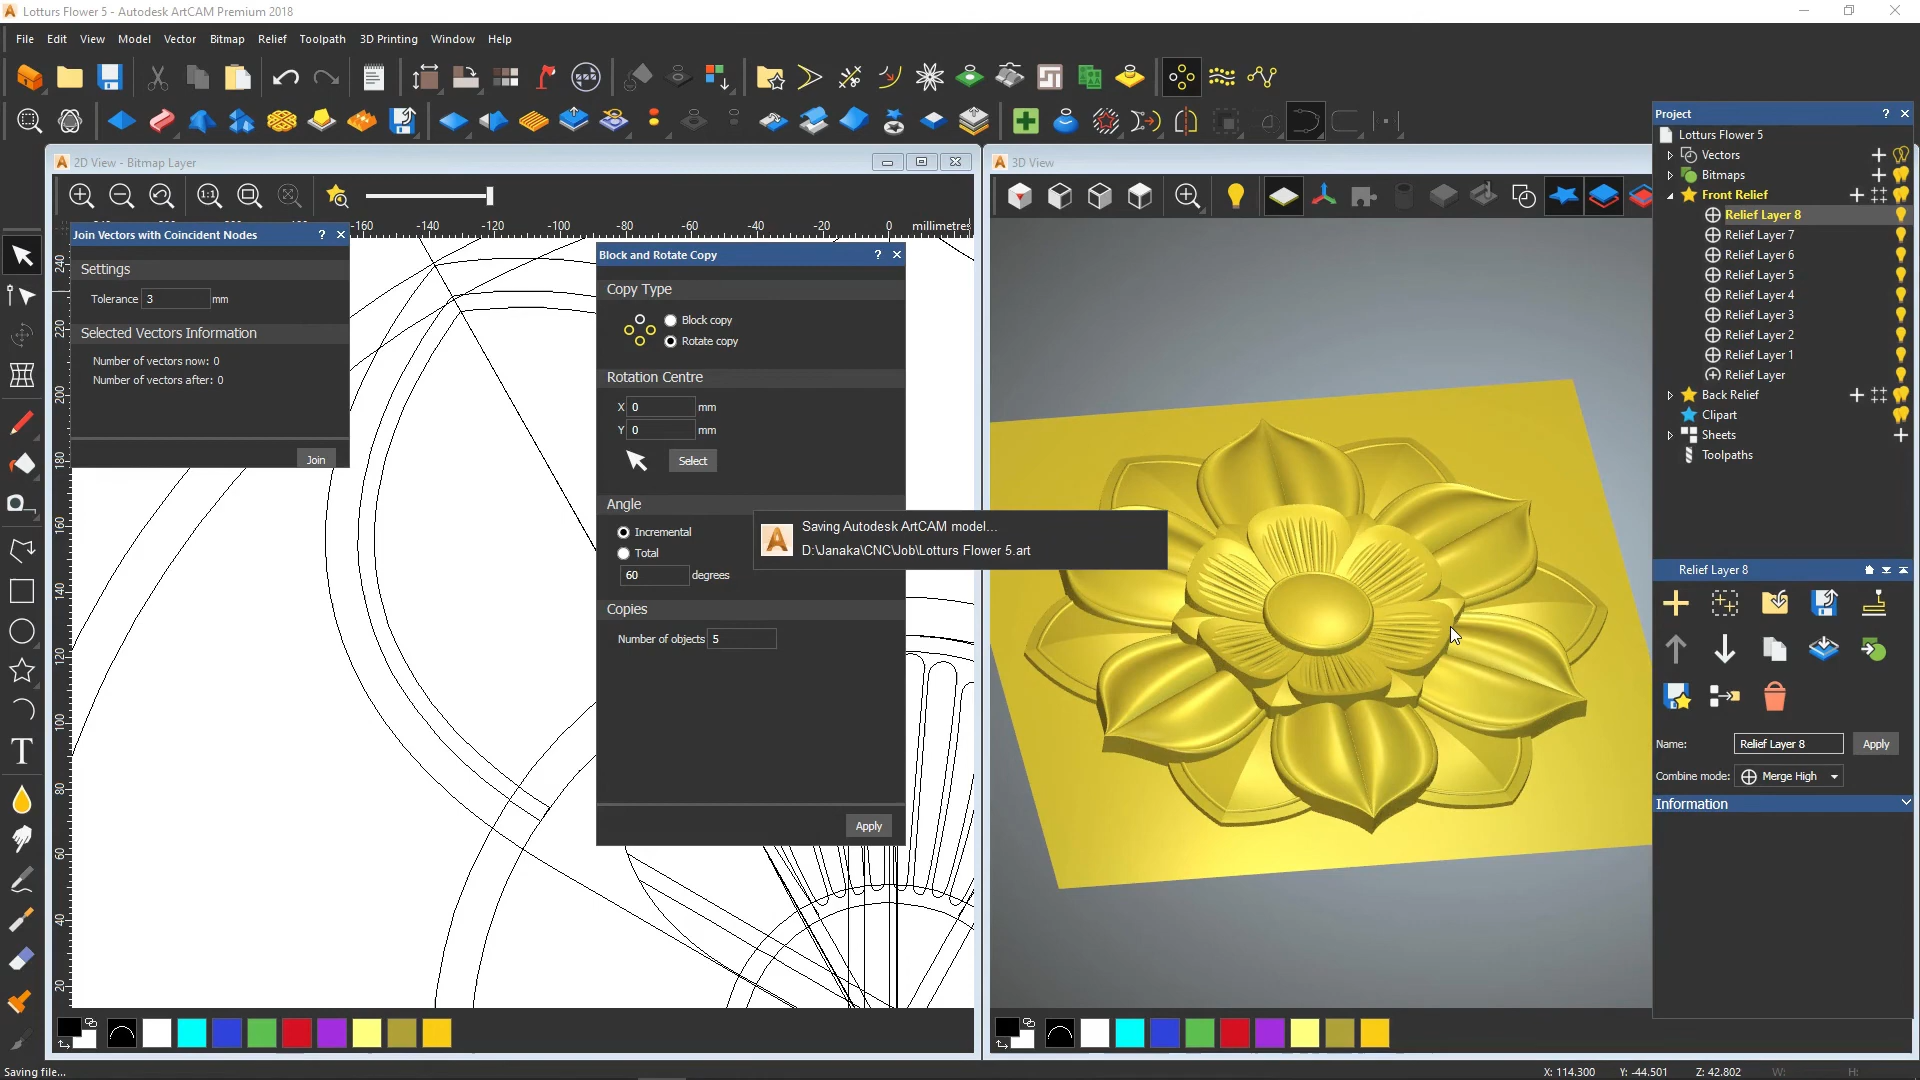 Lotturs Flower 5 - Autodesk ArtCAM Premium 2018
File Edit View Model Vector Bitmap Relief Toolpath 3D Printing Window Help
2D View - Bitmap Layer
-160 -140 -120 -100 -80 -60 -40 -20 0 millimetres
Join Vectors with Coincident Nodes ?
Settings
Tolerance 3 mm
Selected Vectors Information
Number of vectors now: 0
Number of vectors after: 0
Join
240
220
200
180
160
140
120
100
80
60
40
20
Block and Rotate Copy ?
Copy Type
Block copy
Rotate copy
Rotation Centre
X 0 mm
Y 0 mm
Select
Angle
Incremental
Total
60 degrees
Copies
Number of objects 5
Apply
Saving Autodesk ArtCAM model...
D:\Janaka\CNC\Job\Lotturs Flower 5.art
3D View
1:1
Project ?
Lotturs Flower 5
Vectors
Bitmaps
Front Relief
Relief Layer 8
Relief Layer 7
Relief Layer 6
Relief Layer 5
Relief Layer 4
Relief Layer 3
Relief Layer 2
Relief Layer 1
Relief Layer
Back Relief
Clipart
Sheets
Toolpaths
Relief Layer 8
Name: Relief Layer 8 Apply
Combine mode: Merge High
Information
Saving file...
X: 114.300 Y: -44.501 Z: 42.802 W: H: